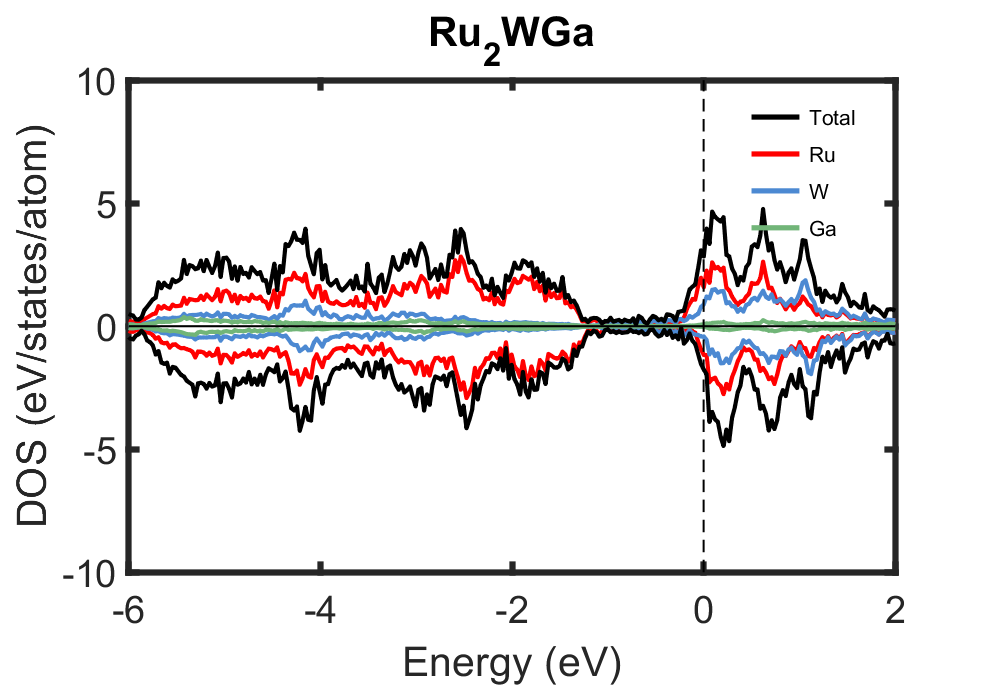 Ru₂WGa
10
5
0
-5
-10
DOS (eV/states/atom)
-6 -4 -2 0 2
Energy (eV)
Total
Ru
W
Ga